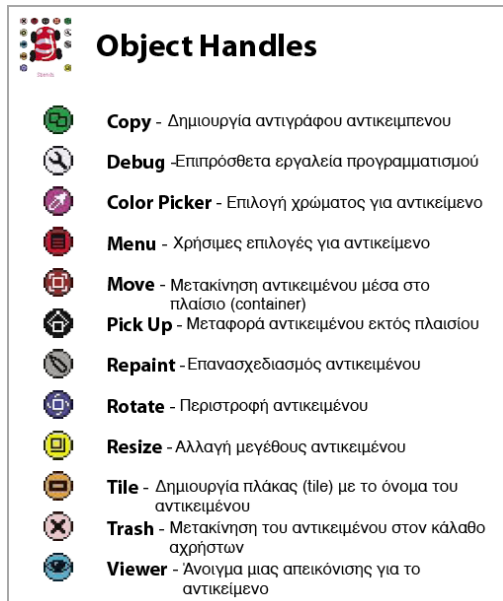 Object Handles
Copy - Δημιουργία αντιγράφου αντικειμπενου
Debug -Επιπρόσθετα εργαλεία προγραμματισμού
Color Picker - Επιλογή χρώματος για αντικείμενο
Menu - Χρήσιμες επιλογές για αντικείμενο
Move - Μετακίνηση αντικειμένου μέσα στο
πλαίσιο (container)
Pick Up - Μεταφορά αντικειμένου εκτός πλαισίου
Repaint - Επανασχεδιασμός αντικειμένου
Rotate - Περιστροφή αντικειμένου
Resize - Αλλαγή μεγέθους αντικειμένου
Tile - Δημιουργία πλάκας (tile) με το όνομα του
αντικειμένου
Trash - Μετακίνηση του αντικειμένου στον κάλαθο
αχρήστων
Viewer - Άνοιγμα μιας απεικόνισης για το
αντικείμενο